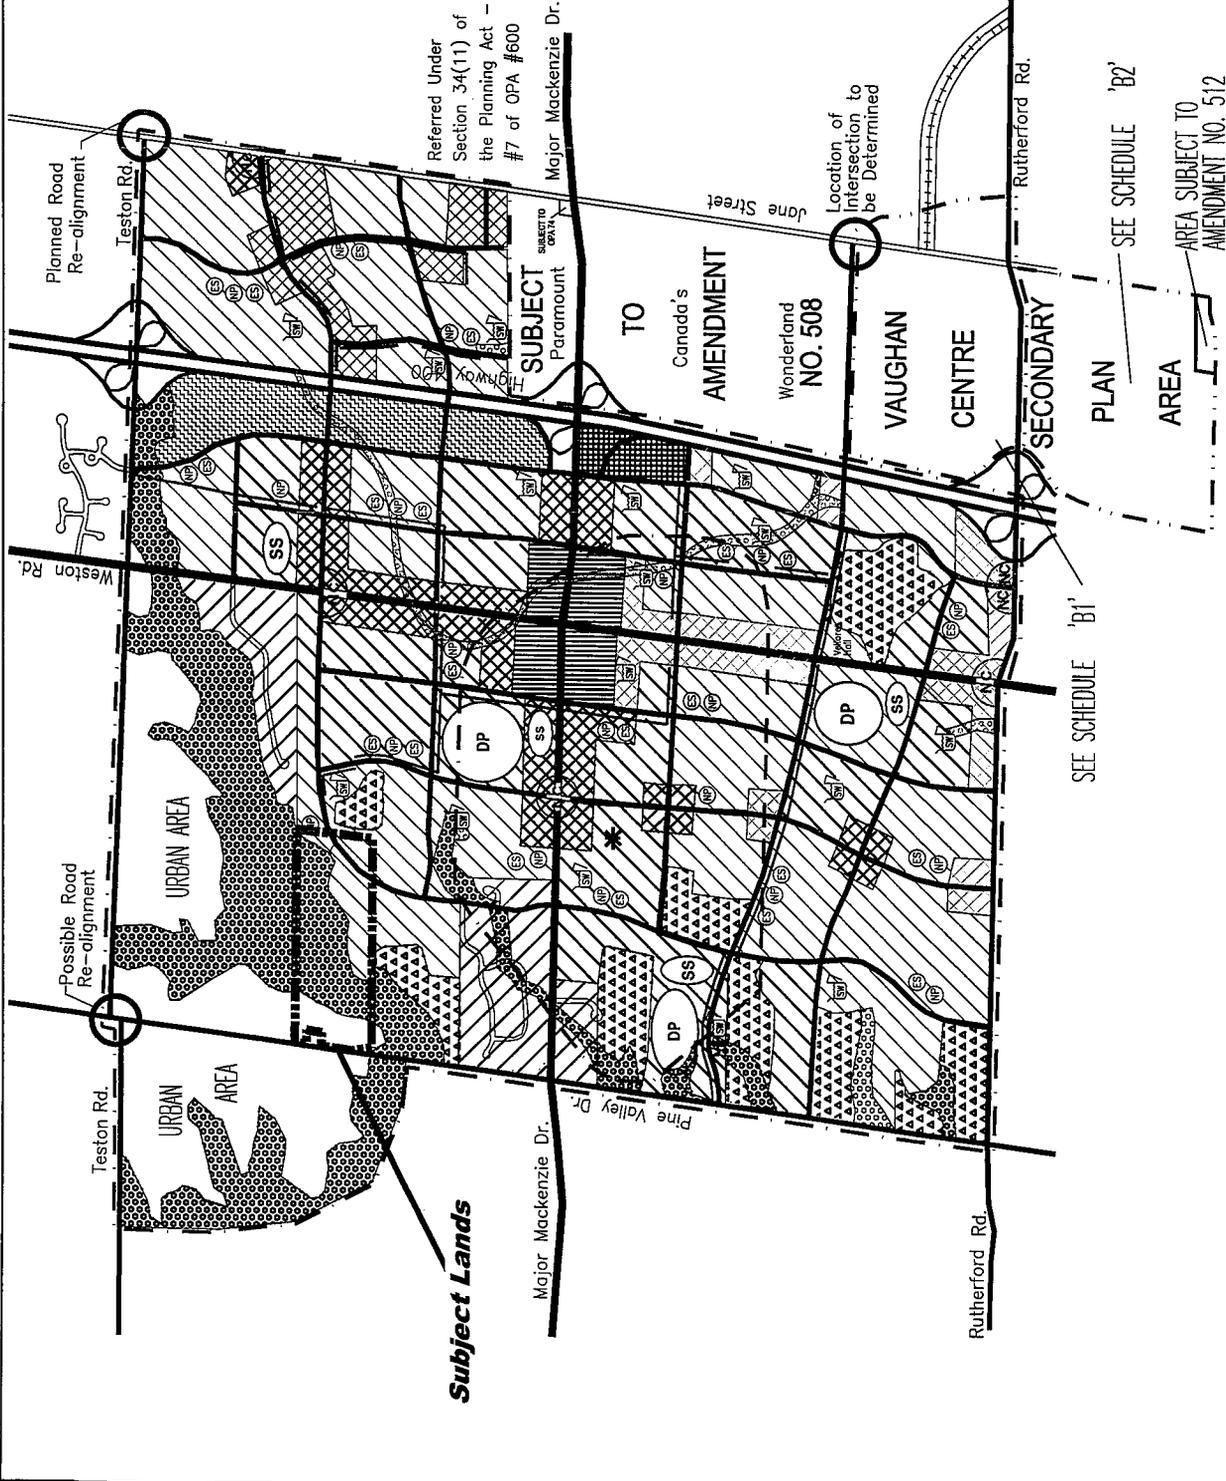 Planned Road
Re-alignment
Teston Rd.
Referred Under
Section 34(11) of
the Planning Act –
#7 of OPA #600
Major Mackenzie Dr.
Jane Street
Location of
Intersection to
be Determined
Rutherford Rd.
SEE SCHEDULE 'B2'
AREA SUBJECT TO
AMENDMENT NO. 512
SUBJECT TO
OPA 74
SUBJECT
Paramount
TO
Canada's
AMENDMENT
Wonderland
NO. 508
VAUGHAN
CENTRE
SECONDARY
PLAN
AREA
Highway 400
Weston Rd.
SS
NP
ES
SW
NC
NC
NC
Vellore
Hall
SEE SCHEDULE 'B1'
DP
SS
DP
SS
DP
SS
URBAN AREA
Possible Road
Re-alignment
Teston Rd.
URBAN
AREA
Pine Valley Dr.
Major Mackenzie Dr.
Rutherford Rd.
Subject Lands